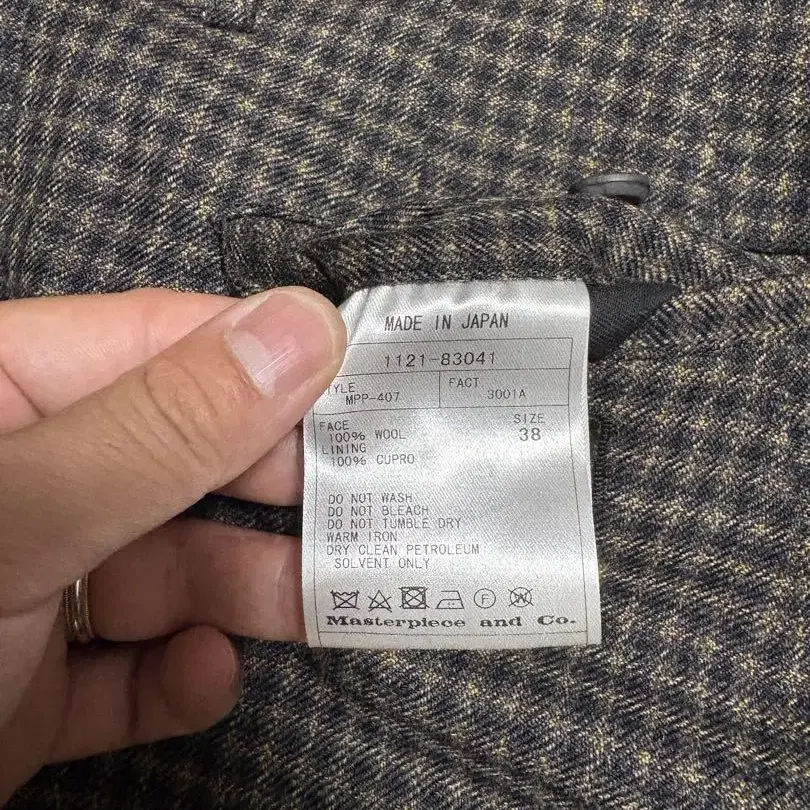 MADE IN JAPAN
1121-83041
TYLE FACT
MPP-407 3001A
FACE SIZE
100% WOOL 38
LINING
100% CUPRO
DO NOT WASH
DO NOT BLEACH
DO NOT TUMBLE DRY
WARM IRON
DRY CLEAN PETROLEUM
SOLVENT ONLY
F W
Masterpiece and Co.